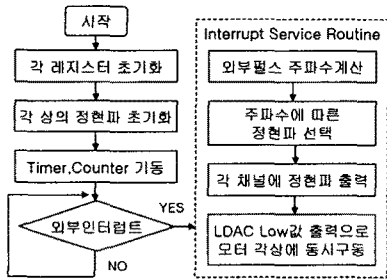 시작
각 레지스터 초기화
각 상의 정현파 초기화
Timer,Counter 기동
외부인터럽트
YES
NO
Interrupt Service Routine
외부펄스 주파수계산
주파수에 따른
정현파 선택
각 채널에 정현파 출력
LDAC Low값 출력으로
모터 각상에 동시구동